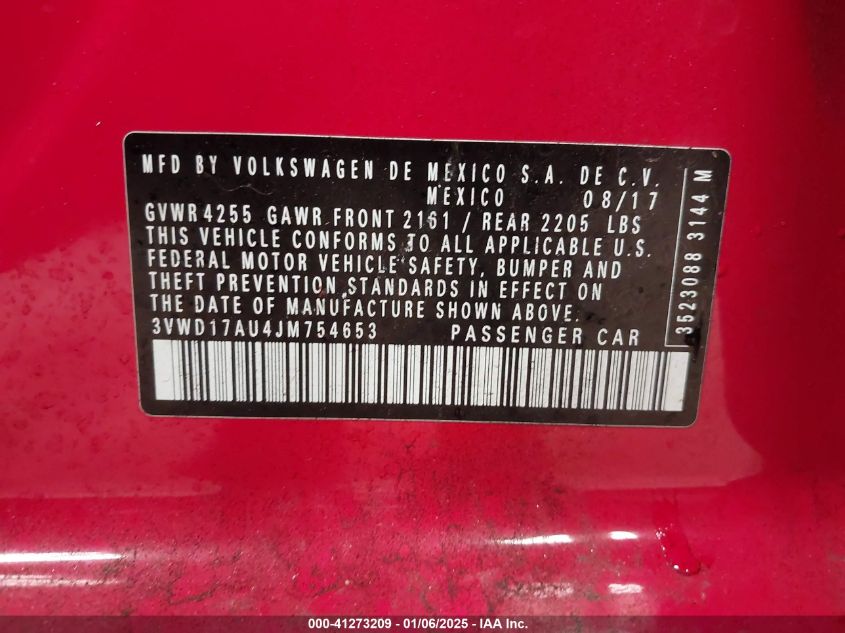 MFD BY VOLKSWAGEN DE MEXICO S.A. DE C.V.
MEXICO 08/17
GVWR 4255 GAWR FRONT 2161 / REAR 2205 LBS
THIS VEHICLE CONFORMS TO ALL APPLICABLE U.S.
FEDERAL MOTOR VEHICLE SAFETY, BUMPER AND
THEFT PREVENTION STANDARDS IN EFFECT ON
THE DATE OF MANUFACTURE SHOWN ABOVE.
3VWD17AU4JM754653 PASSENGER CAR
3523088 3144 M
000-41273209 - 01/06/2025 - IAA Inc.